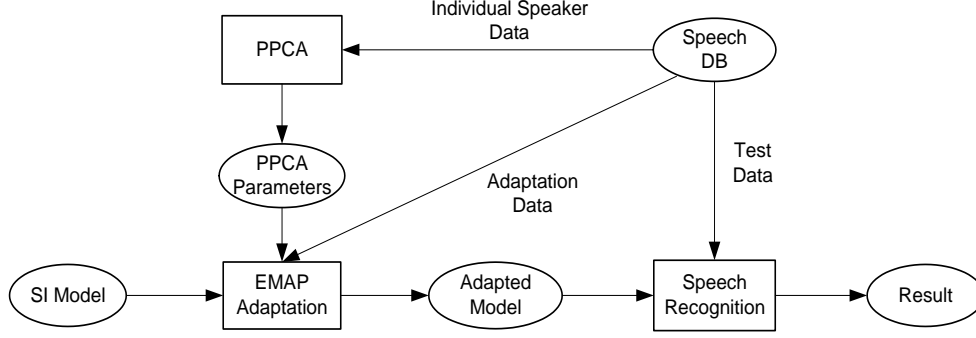 Individual Speaker
Data
PPCA
Speech
DB
PPCA
Parameters
Adaptation
Data
Test
Data
SI Model
EMAP
Adaptation
Adapted
Model
Speech
Recognition
Result